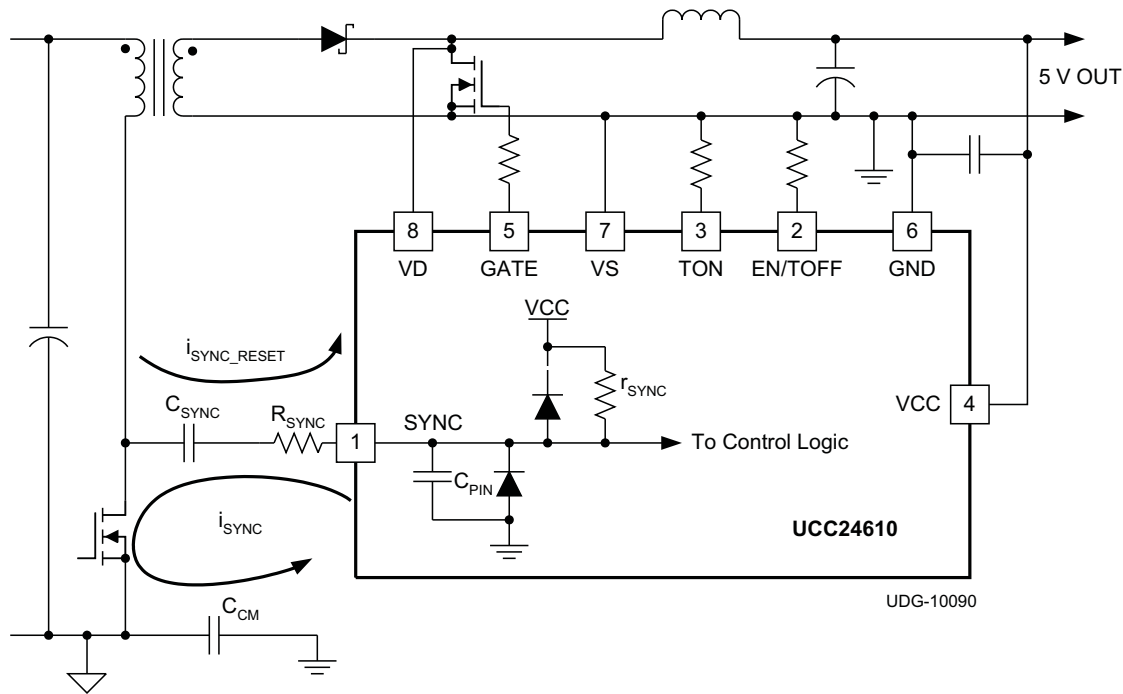 5 V OUT
8
5
7
3
2
6
VD
GATE
VS
TON
EN/TOFF
GND
VCC
iSYNC_RESET
rSYNC
CSYNC
RSYNC
VCC
4
1
SYNC
To Control Logic
CPIN
iSYNC
UCC24610
UDG-10090
CCM